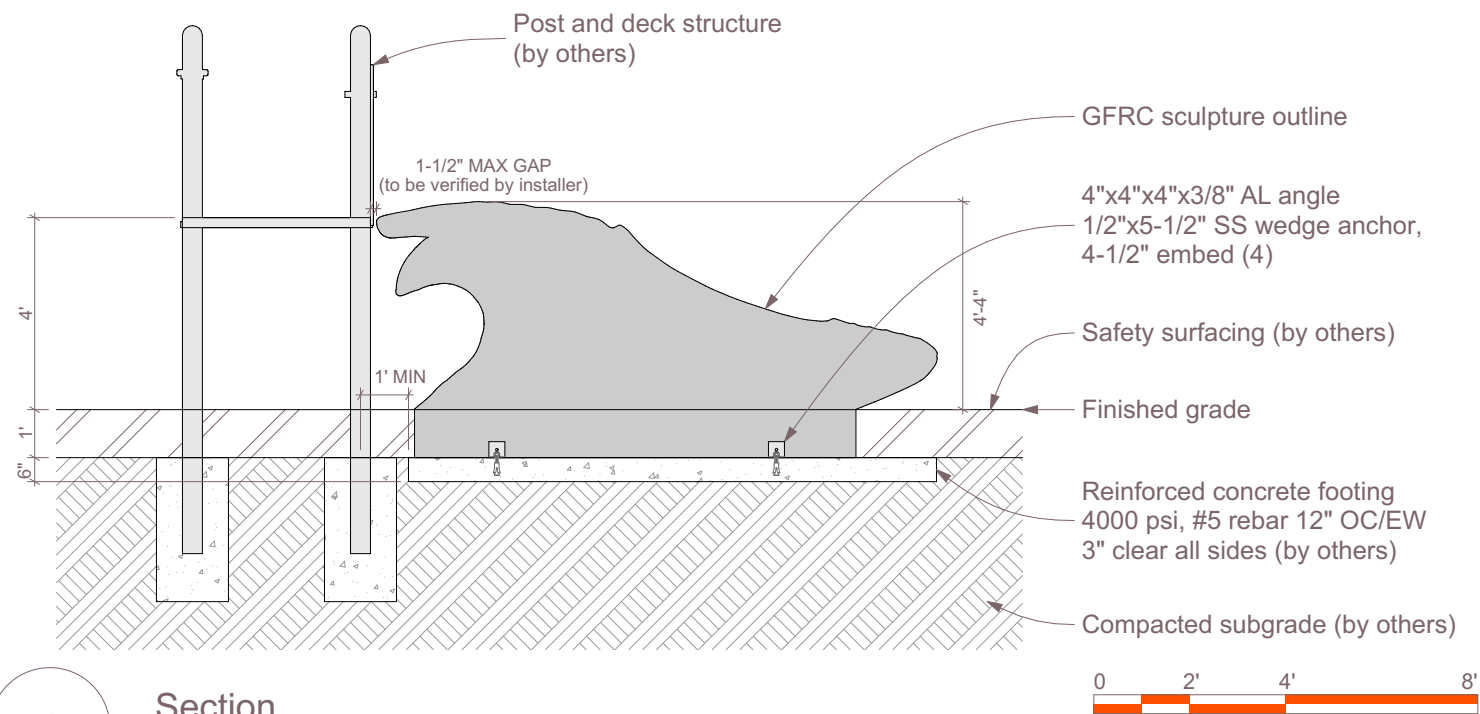 Post and deck structure
(by others)
GFRC sculpture outline
1-1/2" MAX GAP
(to be verified by installer)
4"x4"x4"x3/8" AL angle
1/2"x5-1/2" SS wedge anchor,
4-1/2" embed (4)
4'
4'-4"
Safety surfacing (by others)
1' MIN
Finished grade
1'
6"
Reinforced concrete footing
4000 psi, #5 rebar 12" OC/EW
3" clear all sides (by others)
Compacted subgrade (by others)
0 2' 4' 8'
Section